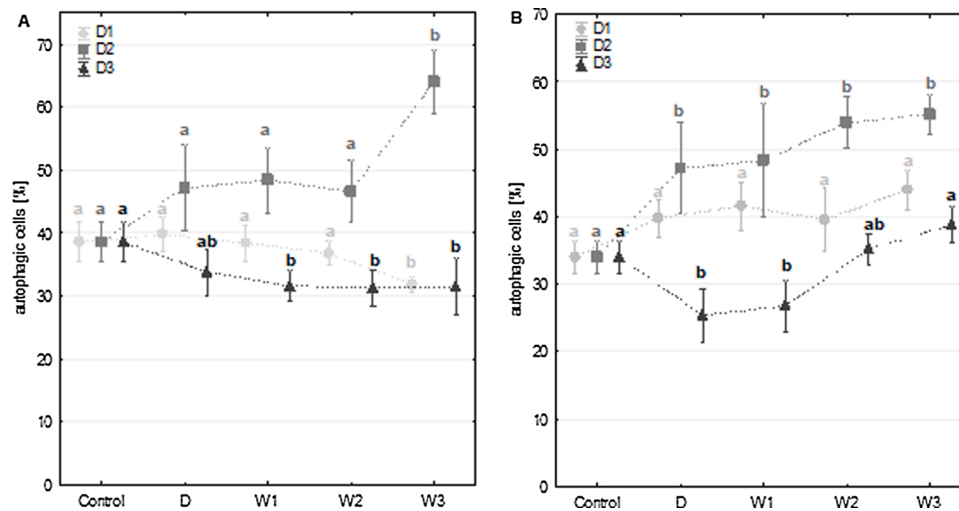 A
D1
D2
D3
autophagic cells [%]
70
60
50
40
30
20
10
0
a a a
a a ab
a a b
a a b
b b b
Control D W1 W2 W3
B
D1
D2
D3
autophagic cells [%]
70
60
50
40
30
20
10
0
a a a
a b b
a b b
a b ab
a b a
Control D W1 W2 W3